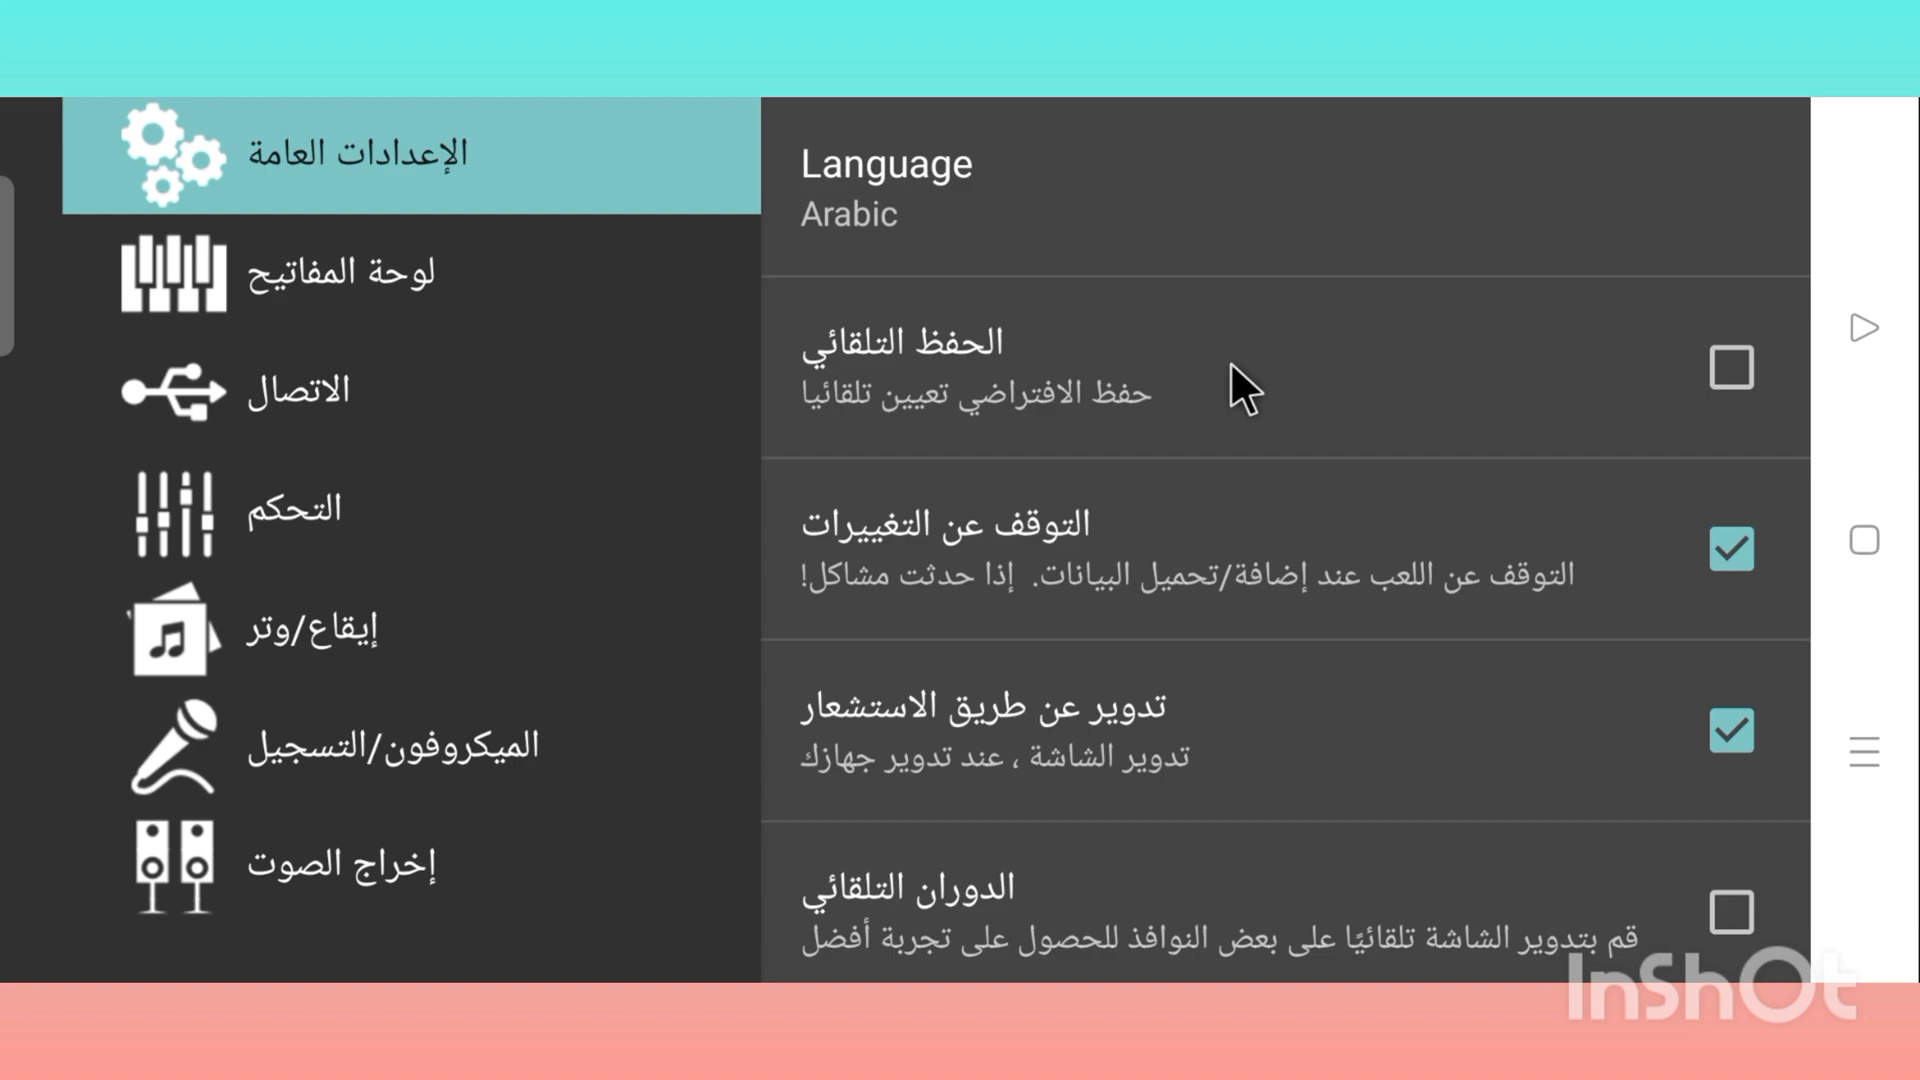 الإعدادات العامة
لوحة المفاتيح
الاتصال
التحكم
إيقاع/وتر
الميكروفون/التسجيل
إخراج الصوت
Language
Arabic
الحفظ التلقائي
حفظ الافتراضي تعيين تلقائيا
التوقف عن التغييرات
التوقف عن اللعب عند إضافة/تحميل البيانات. إذا حدثت مشاكل!
تدوير عن طريق الاستشعار
تدوير الشاشة ، عند تدوير جهازك
الدوران التلقائي
قم بتدوير الشاشة تلقائيًا على بعض النوافذ للحصول على تجربة أفضل
InShOt